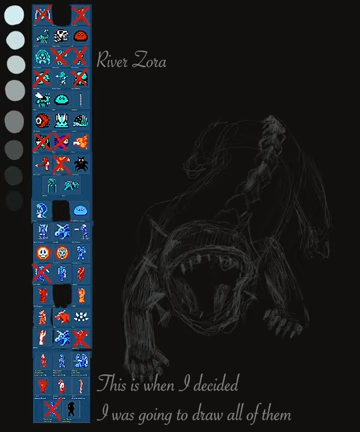 River Zora
This is when I decided
I was going to draw all of them